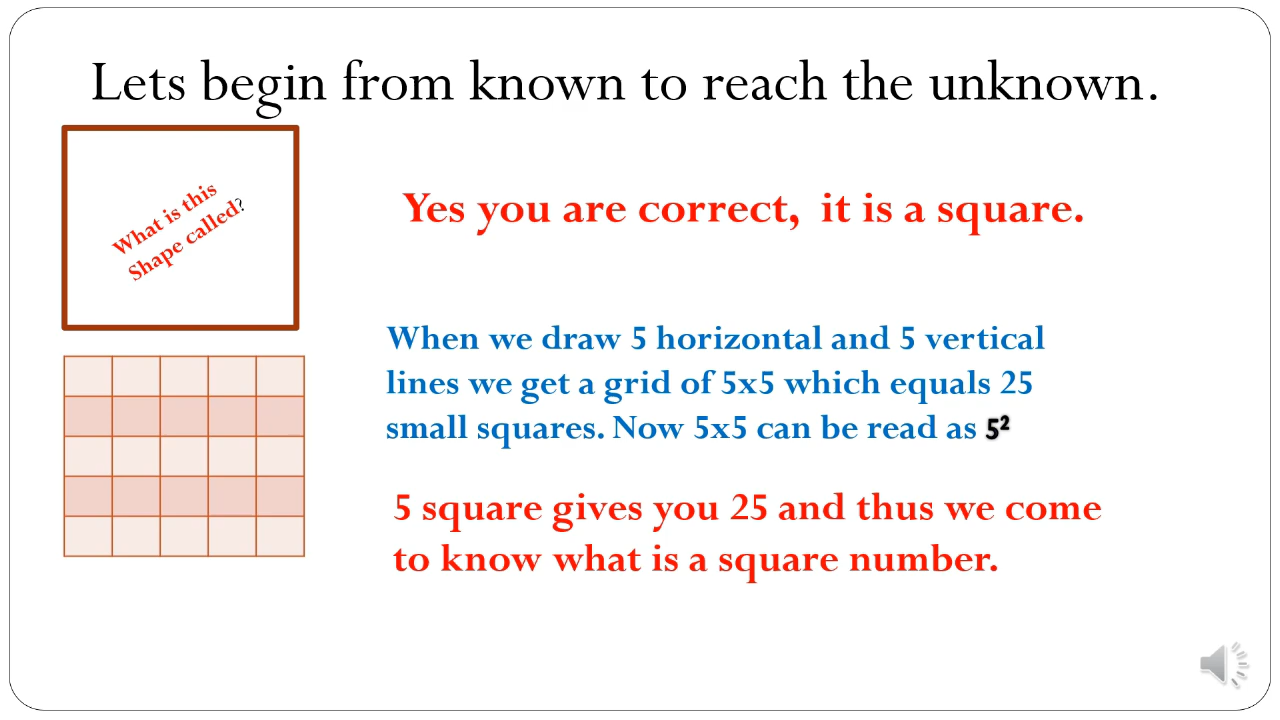 Lets begin from known to reach the unknown.
What is this
Shape called?
Yes you are correct, it is a square.
When we draw 5 horizontal and 5 vertical
lines we get a grid of 5x5 which equals 25
small squares. Now 5x5 can be read as 5²
5 square gives you 25 and thus we come
to know what is a square number.